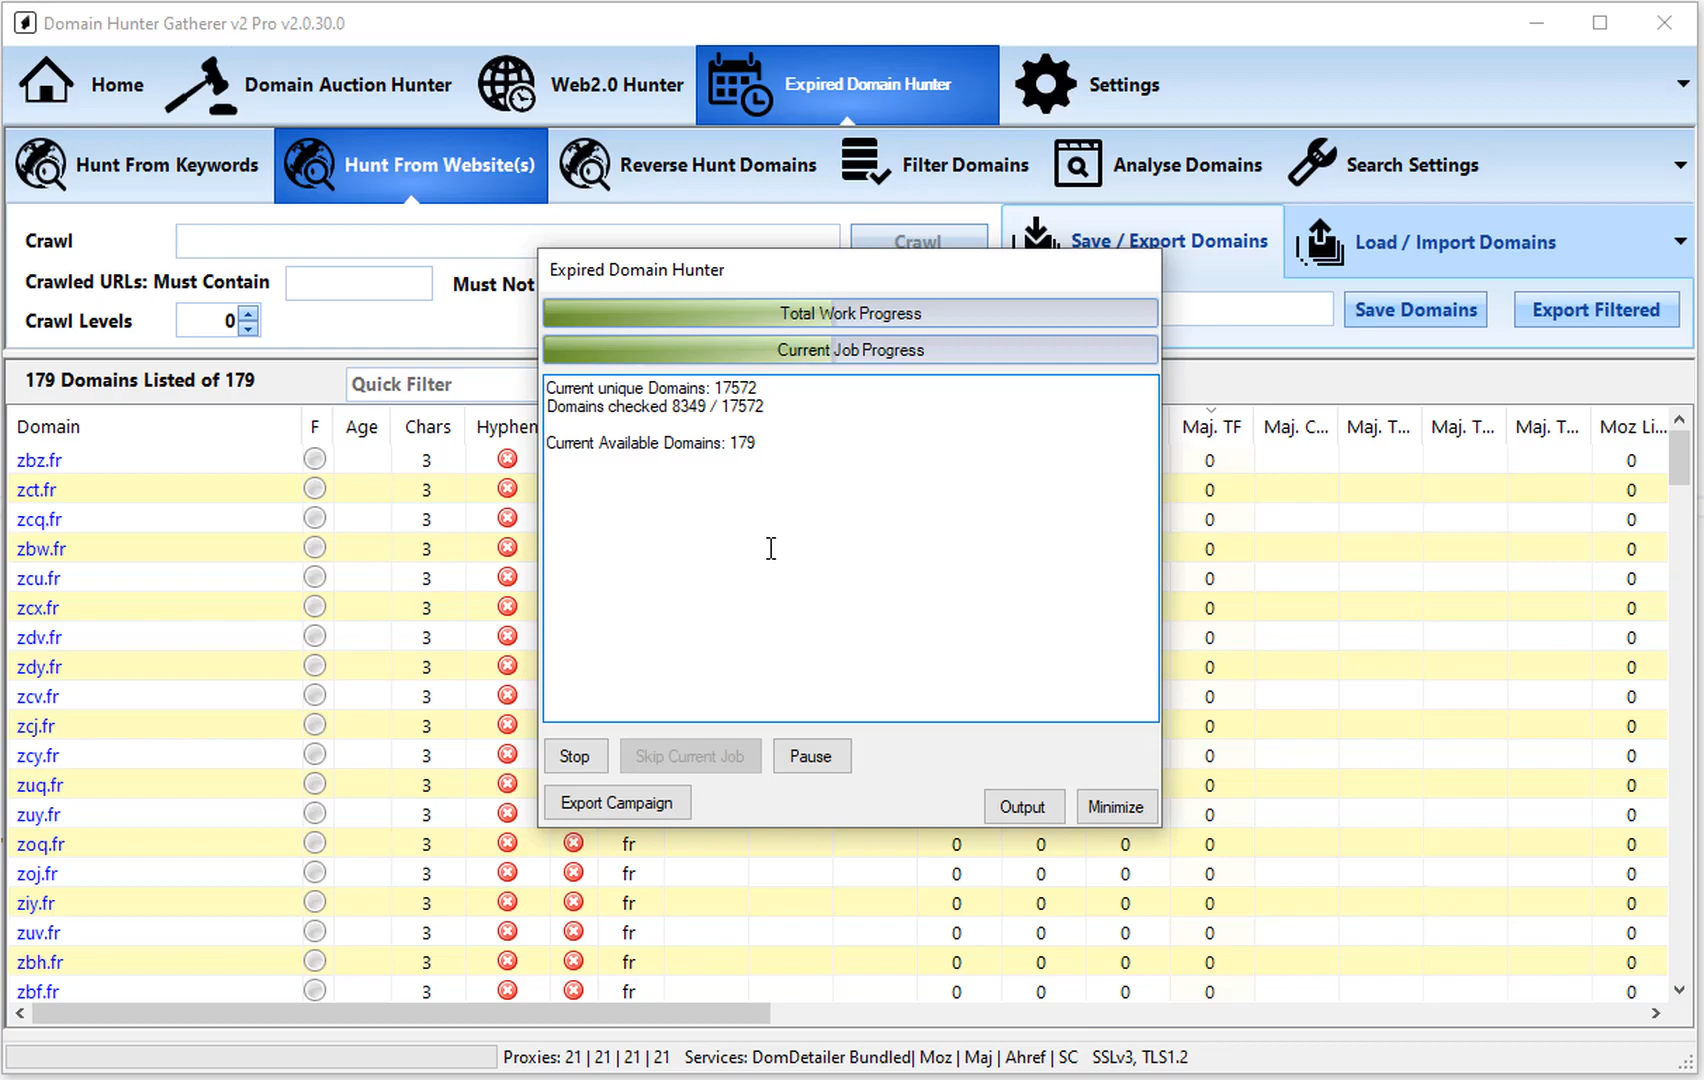 Domain Hunter Gatherer v2 Pro v2.0.30.0
Home Domain Auction Hunter Web2.0 Hunter Expired Domain Hunter Settings
Hunt From Keywords Hunt From Website(s) Reverse Hunt Domains Filter Domains Analyse Domains Search Settings
Crawl Crawl Save / Export Domains Load / Import Domains
Crawled URLs: Must Contain Must Not
Crawl Levels 0 Save Domains Export Filtered
Expired Domain Hunter
Total Work Progress
Current Job Progress
Current unique Domains: 17572
Domains checked 8349 / 17572
Current Available Domains: 179
Stop Skip Current Job Pause
Export Campaign Output Minimize
179 Domains Listed of 179 Quick Filter
Domain F Age Chars Hyphen Maj. TF Maj. C... Maj. T... Maj. T... Maj. T... Moz Li...
zbz.fr 3 0 0
zct.fr 3 0 0
zcq.fr 3 0 0
zbw.fr 3 0 0
zcu.fr 3 0 0
zcx.fr 3 0 0
zdv.fr 3 0 0
zdy.fr 3 0 0
zcv.fr 3 0 0
zcj.fr 3 0 0
zcy.fr 3 0 0
zuq.fr 3 0 0
zuy.fr 3 0 0
zoq.fr 3 fr 0 0 0 0 0
zoj.fr 3 fr 0 0 0 0 0
ziy.fr 3 fr 0 0 0 0 0
zuv.fr 3 fr 0 0 0 0 0
zbh.fr 3 fr 0 0 0 0 0
zbf.fr 3 fr 0 0 0 0 0
Proxies: 21 | 21 | 21 | 21 Services: DomDetailer Bundled| Moz | Maj | Ahref | SC SSLv3, TLS1.2